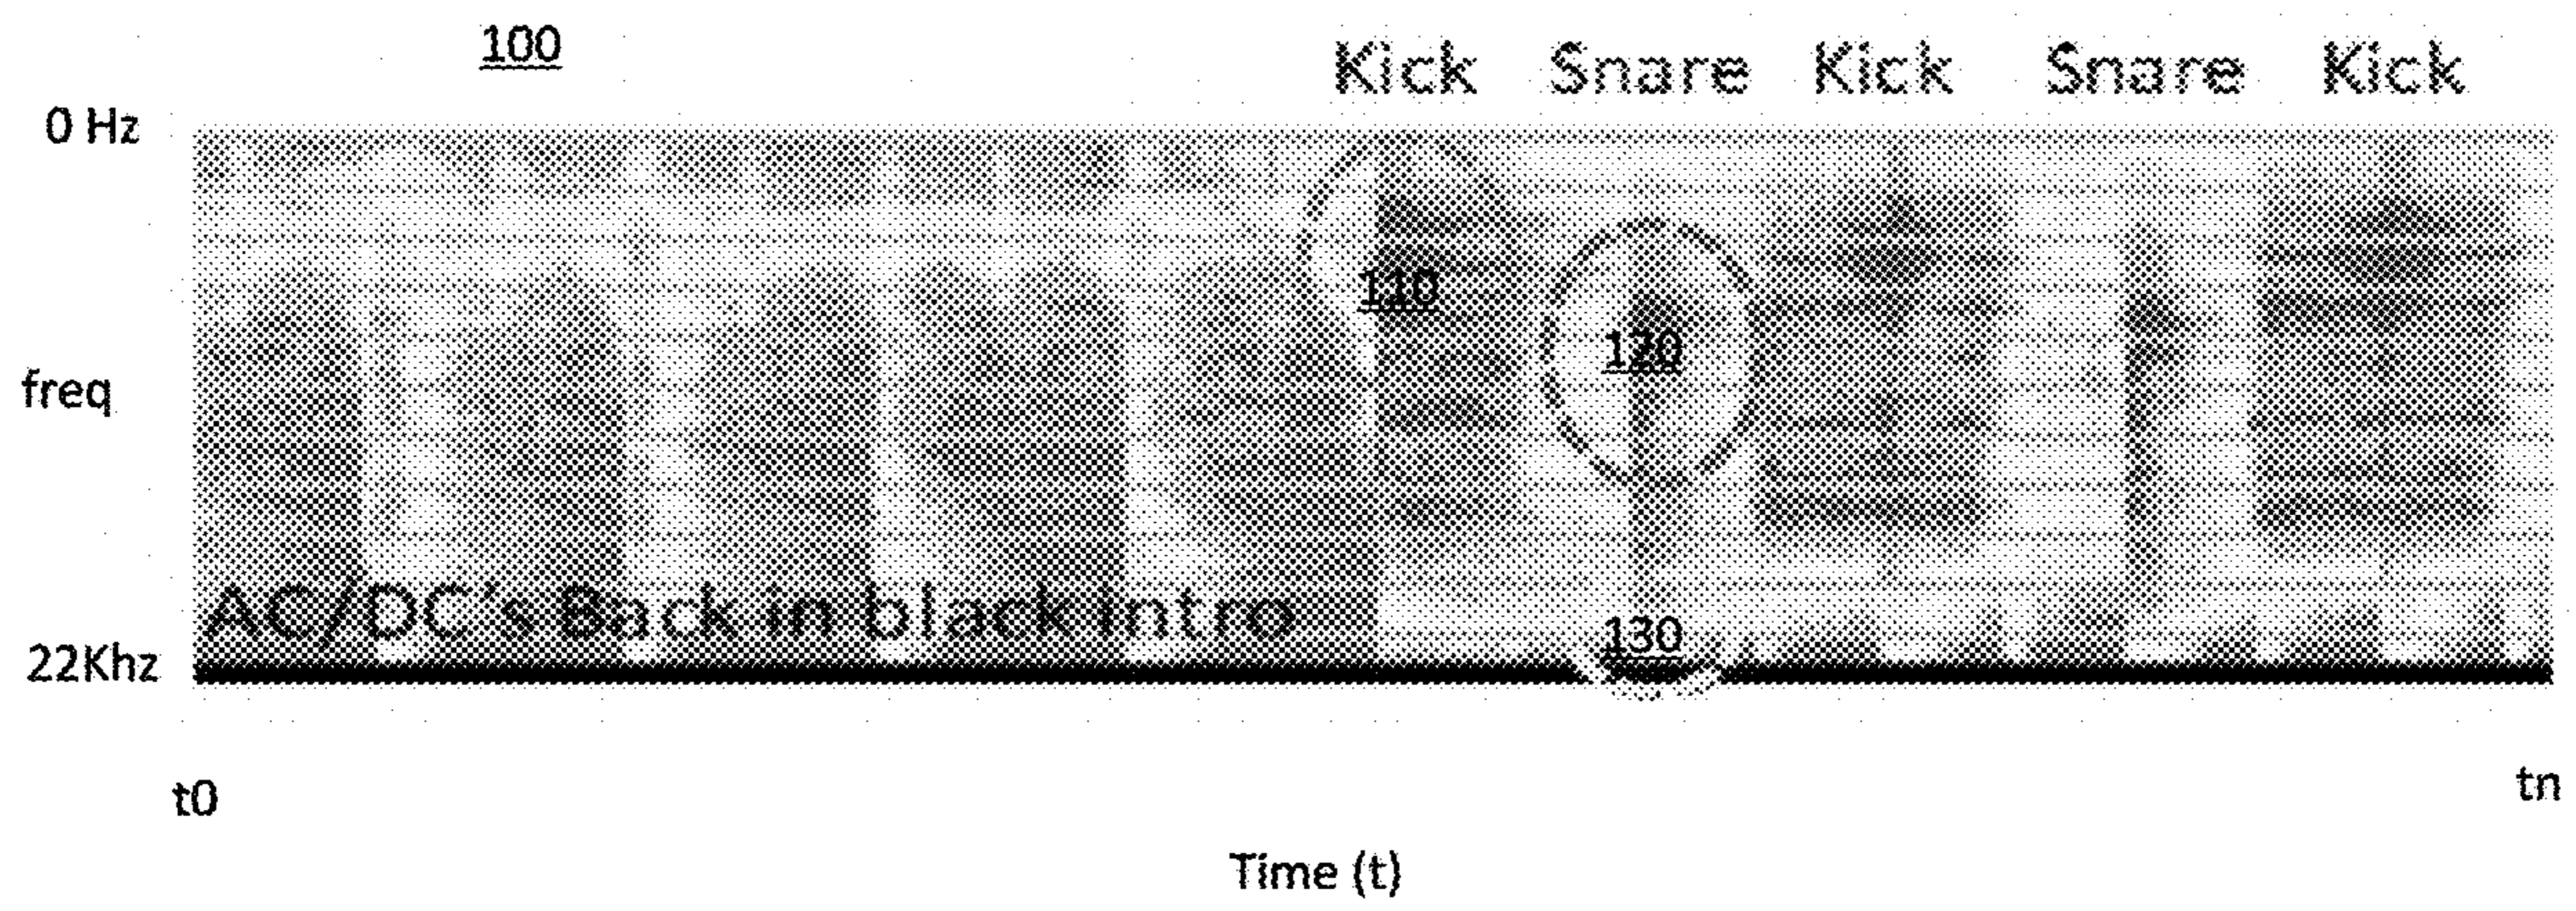 100
Kick Snare Kick Snare Kick
0 Hz
110
120
freq
AC/DC's Back in black intro
130
22Khz
t0
tn
Time (t)